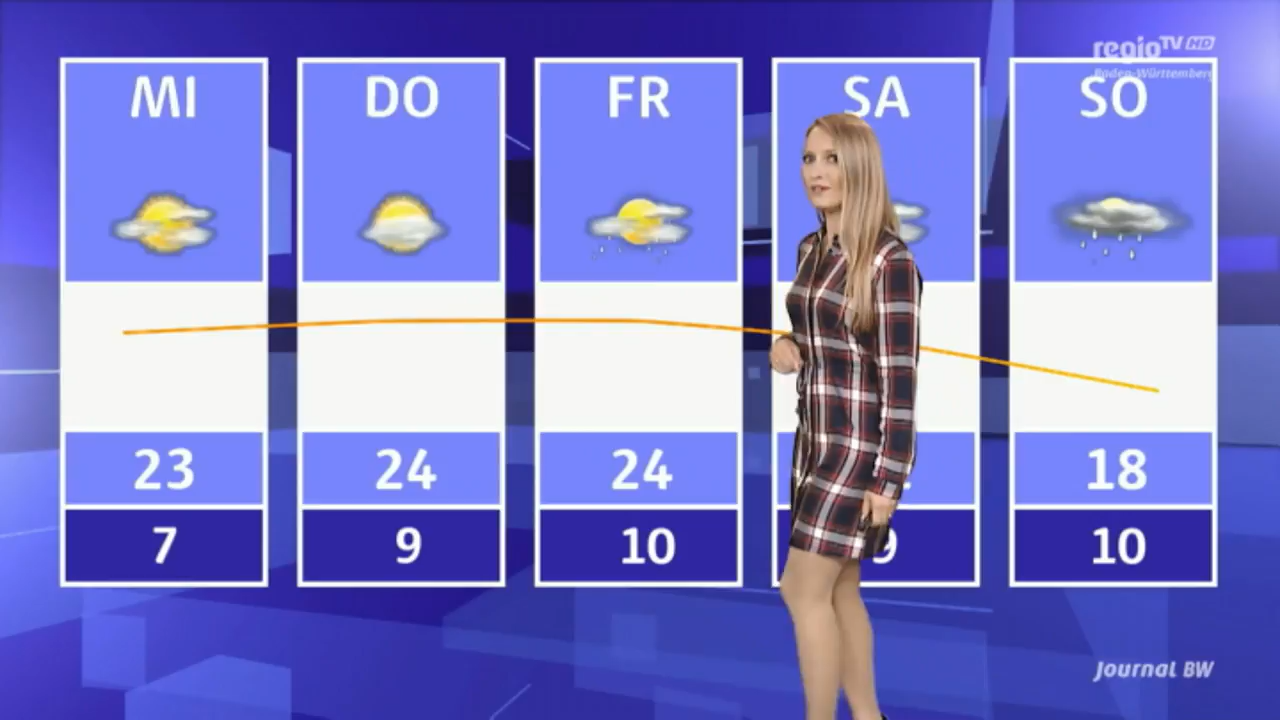 regioTV HD
Baden-Württemberg
MI DO FR SA SO
23 24 24 18
7 9 10 9 10
Journal BW